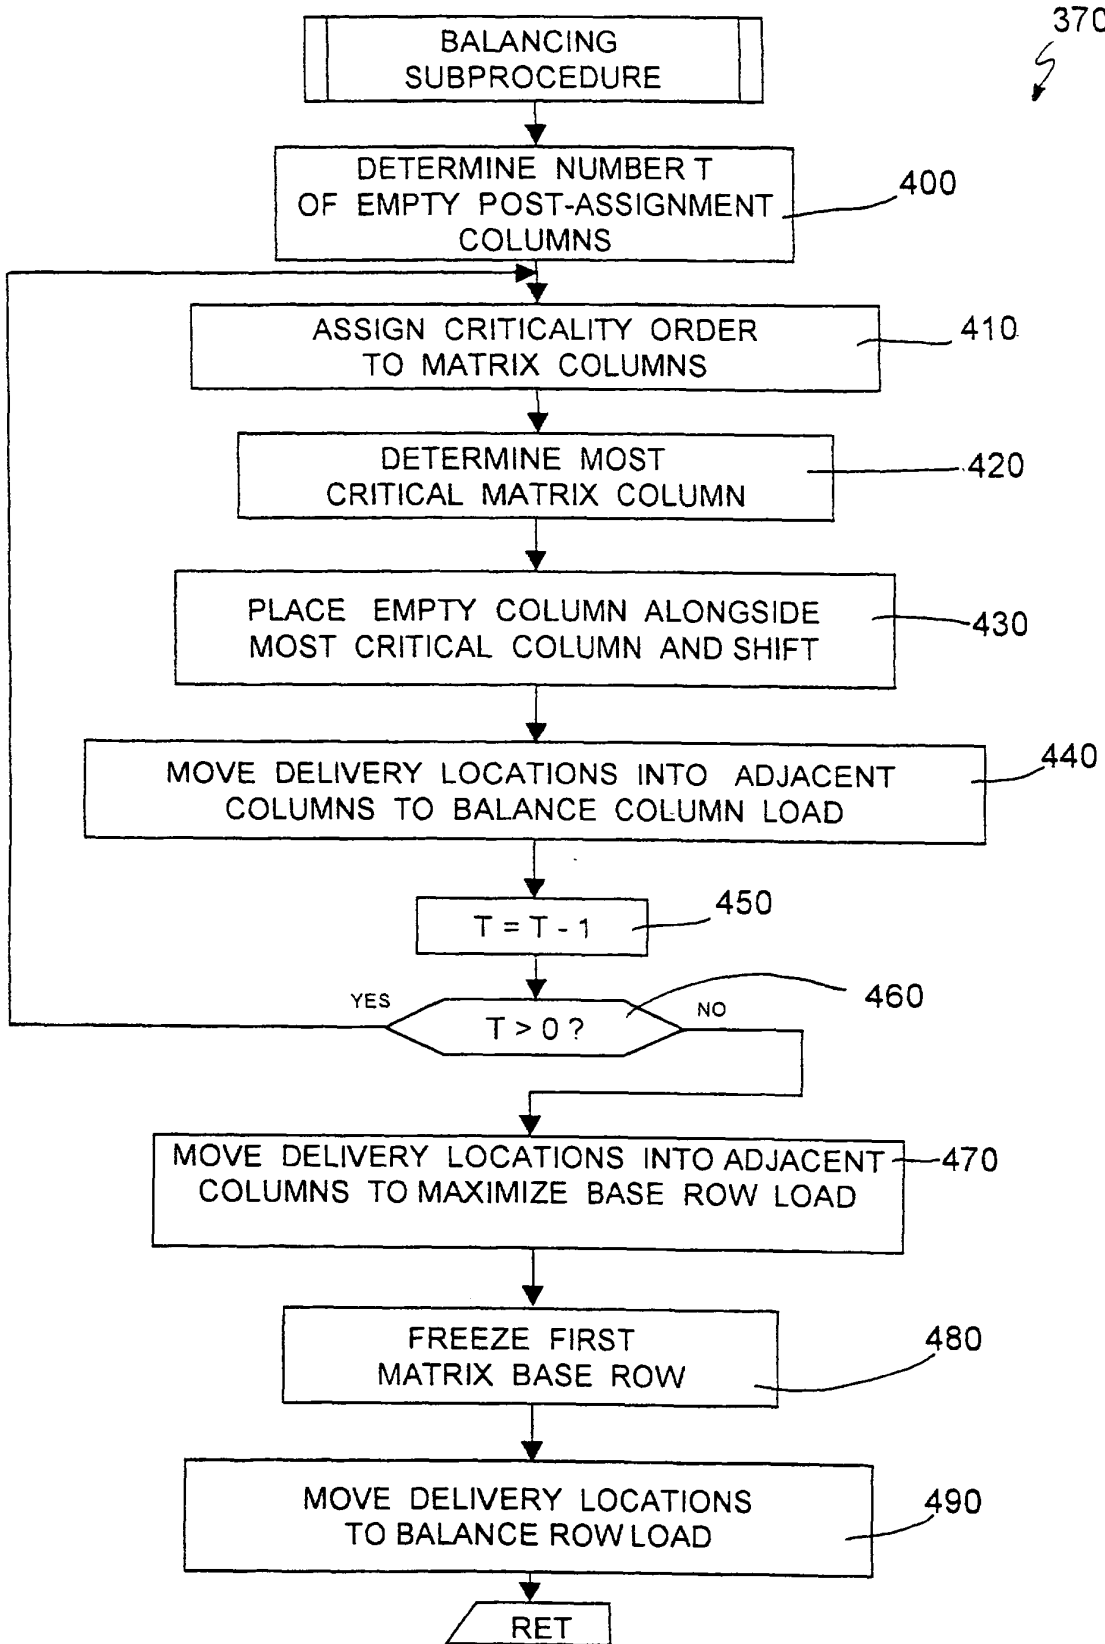 370
BALANCING
SUBPROCEDURE
DETERMINE NUMBER T
OF EMPTY POST-ASSIGNMENT
COLUMNS
400
ASSIGN CRITICALITY ORDER
TO MATRIX COLUMNS
410
DETERMINE MOST
CRITICAL MATRIX COLUMN
420
PLACE EMPTY COLUMN ALONGSIDE
MOST CRITICAL COLUMN AND SHIFT
430
MOVE DELIVERY LOCATIONS INTO ADJACENT
COLUMNS TO BALANCE COLUMN LOAD
440
T = T - 1
450
YES
T > 0 ?
NO
460
MOVE DELIVERY LOCATIONS INTO ADJACENT
COLUMNS TO MAXIMIZE BASE ROW LOAD
470
FREEZE FIRST
MATRIX BASE ROW
480
MOVE DELIVERY LOCATIONS
TO BALANCE ROW LOAD
490
RET